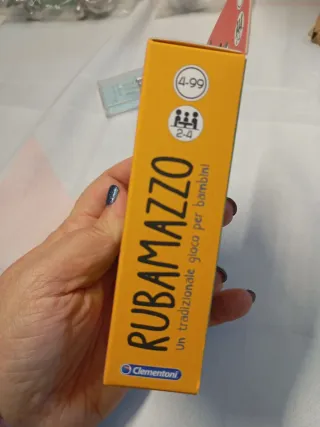 4-99
2-4
RUBAMAZZO
Un tradizionale gioco per bambini
Clementoni